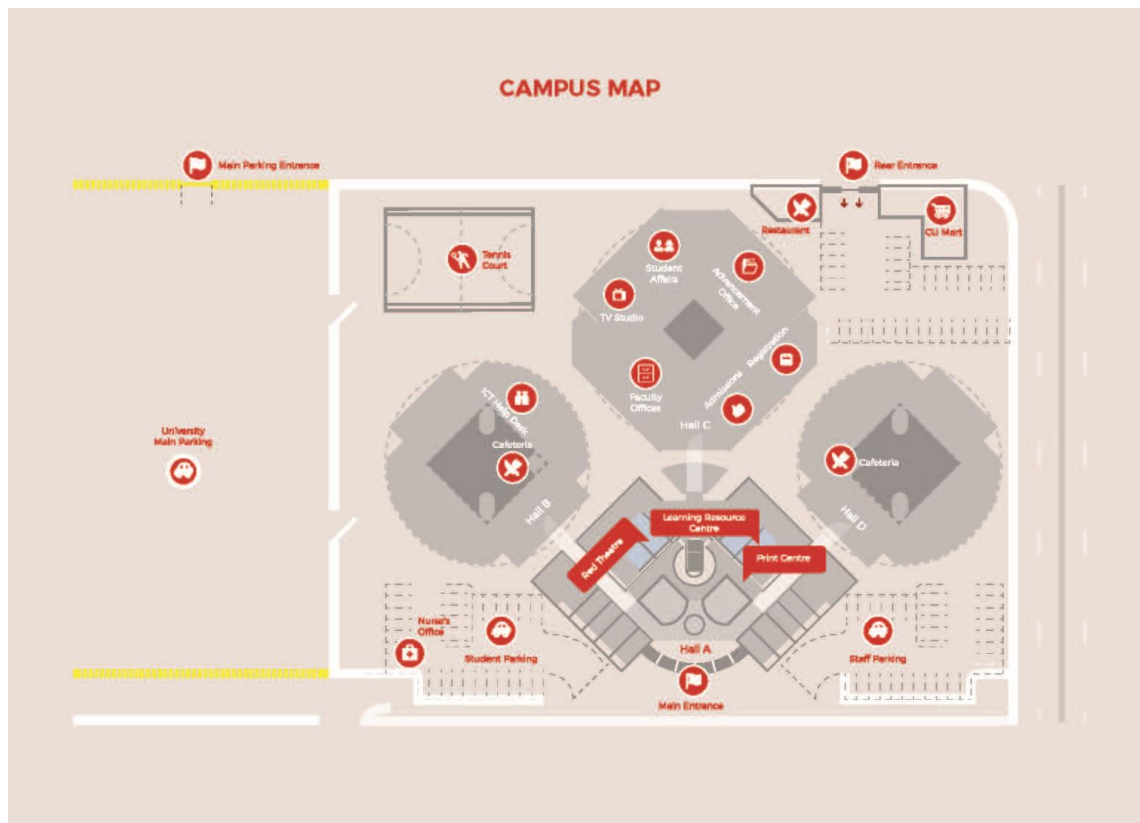 CAMPUS MAP
Main Parking Entrance
Rear Entrance
Restaurant
CU Mart
Tennis
Court
Student
Affairs
Advancement
Office
TV Studio
Registration
Faculty
Offices
Admissions
Hall C
ICT Help Desk
Cafeteria
Hall B
University
Main Parking
Cafeteria
Hall D
Learning Resource
Centre
Red Theatre
Print Centre
Nurse's
Office
Student Parking
Hall A
Staff Parking
Main Entrance